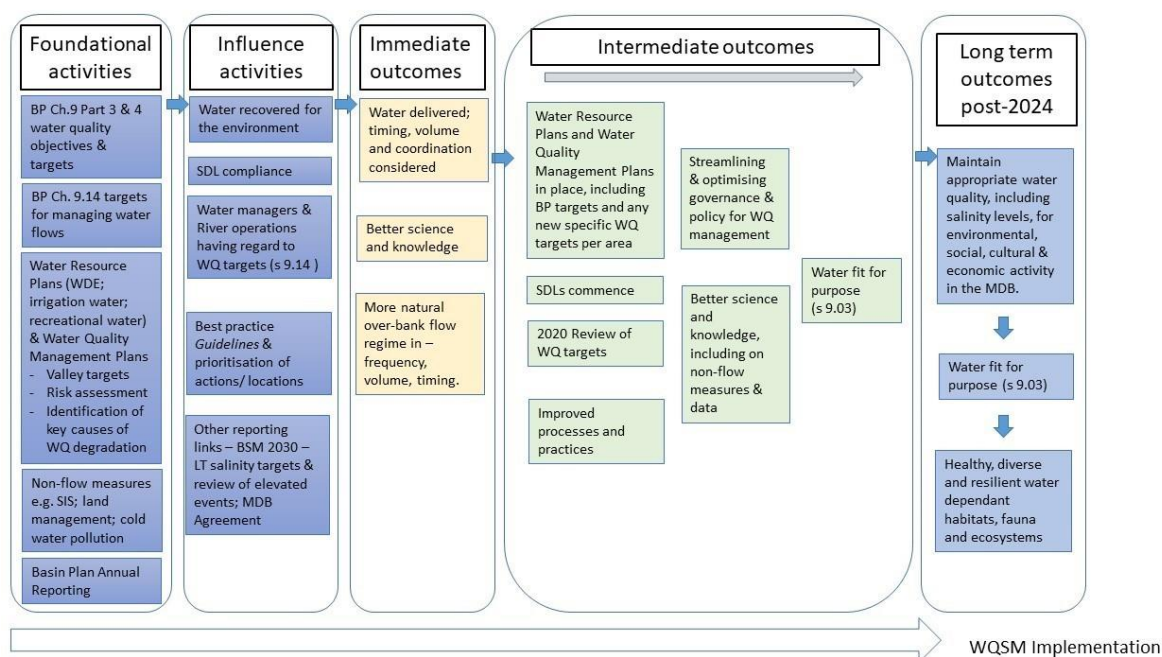 Foundational
activities
BP Ch.9 Part 3 & 4
water quality
objectives &
targets
BP Ch. 9.14 targets
for managing water
flows
Water Resource
Plans (WDE;
irrigation water;
recreational water)
& Water Quality
Management Plans
- Valley targets
- Risk assessment
- Identification of
key causes of
WQ degradation
Non-flow measures
e.g. SIS; land
management; cold
water pollution
Basin Plan Annual
Reporting
Influence
activities
Water recovered for
the environment
SDL compliance
Water managers &
River operations
having regard to
WQ targets (s 9.14 )
Best practice
Guidelines &
prioritisation of
actions/ locations
Other reporting
links – BSM 2030 –
LT salinity targets &
review of elevated
events; MDB
Agreement
Immediate
outcomes
Water delivered;
timing, volume
and coordination
considered
Better science
and knowledge
More natural
over-bank flow
regime in –
frequency,
volume, timing.
Intermediate outcomes
Water Resource
Plans and Water
Quality
Management Plans
in place, including
BP targets and any
new specific WQ
targets per area
SDLs commence
2020 Review of
WQ targets
Improved
processes and
practices
Streamlining
& optimising
governance &
policy for WQ
management
Better science
and
knowledge,
including on
non-flow
measures &
data
Water fit for
purpose
(s 9.03)
Long term
outcomes
post-2024
Maintain
appropriate water
quality, including
salinity levels, for
environmental,
social, cultural &
economic activity
in the MDB.
Water fit for
purpose (s 9.03)
Healthy, diverse
and resilient water
dependant
habitats, fauna
and ecosystems
WQSM Implementation